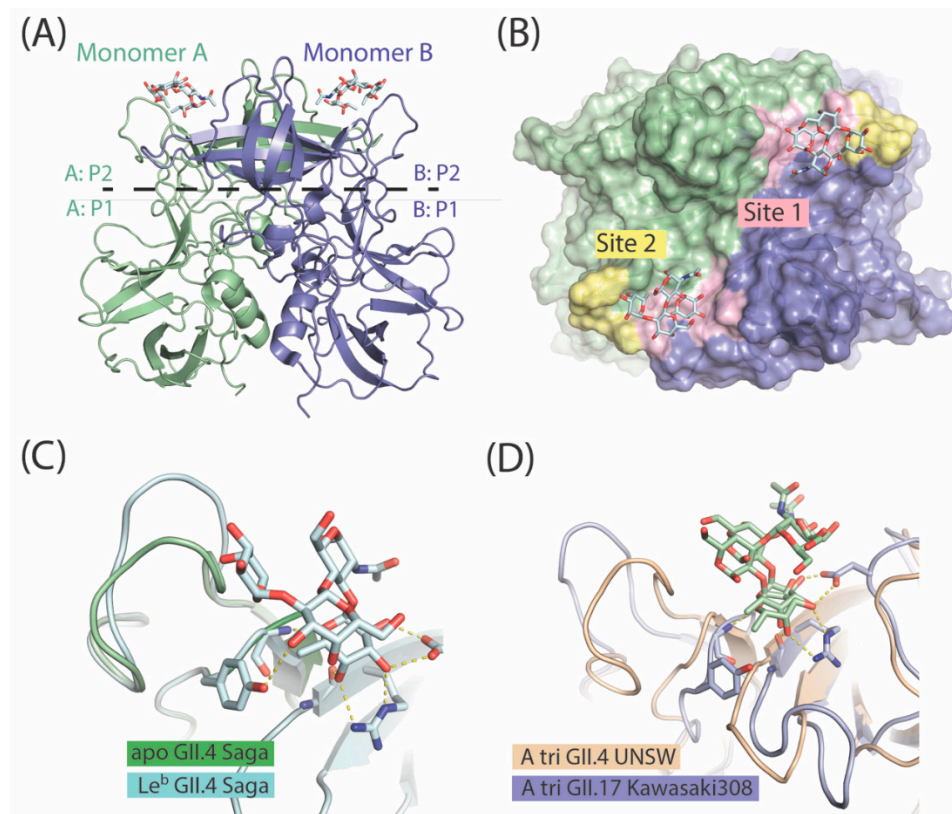 (A)
Monomer A
Monomer B
A: P2
B: P2
A: P1
B: P1
(B)
Site 1
Site 2
(C)
apo GII.4 Saga
Leᵇ GII.4 Saga
(D)
A tri GII.4 UNSW
A tri GII.17 Kawasaki308